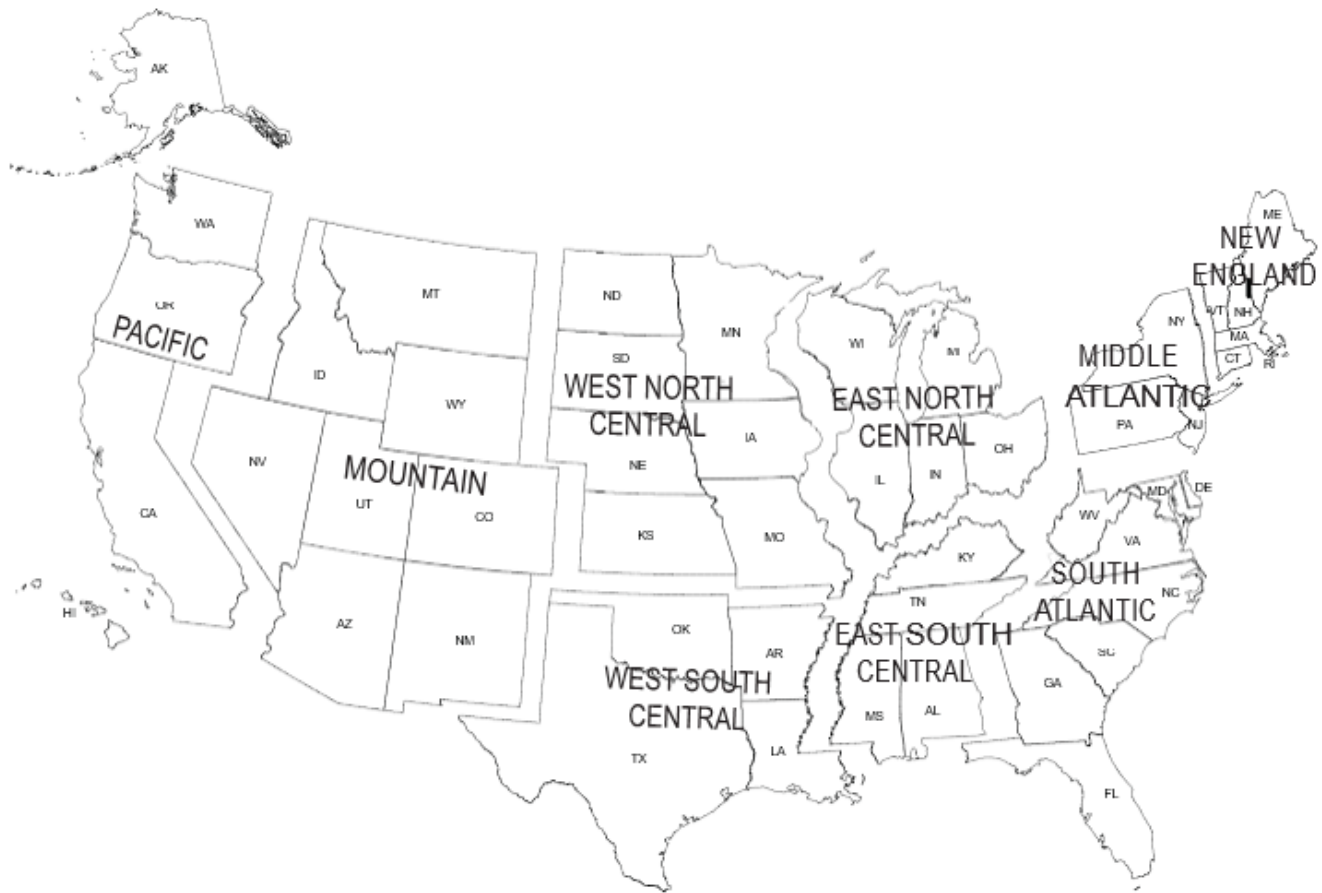 AK
WA
ME
NEW
ENGLAND
MT
ND
OR
MN
VT
NH
NY
PACIFIC
MA
WI
MI
SD
CT
RI
MIDDLE
ATLANTIC
ID
WEST NORTH
CENTRAL
EAST NORTH
CENTRAL
WY
PA
NJ
IA
OH
NV
NE
MOUNTAIN
IL
IN
UT
CO
MD
DE
CA
WV
KS
MO
VA
KY
SOUTH
ATLANTIC
NC
TN
HI
AZ
NM
OK
AR
EAST SOUTH
CENTRAL
SC
WEST SOUTH
CENTRAL
GA
MS
AL
TX
LA
FL